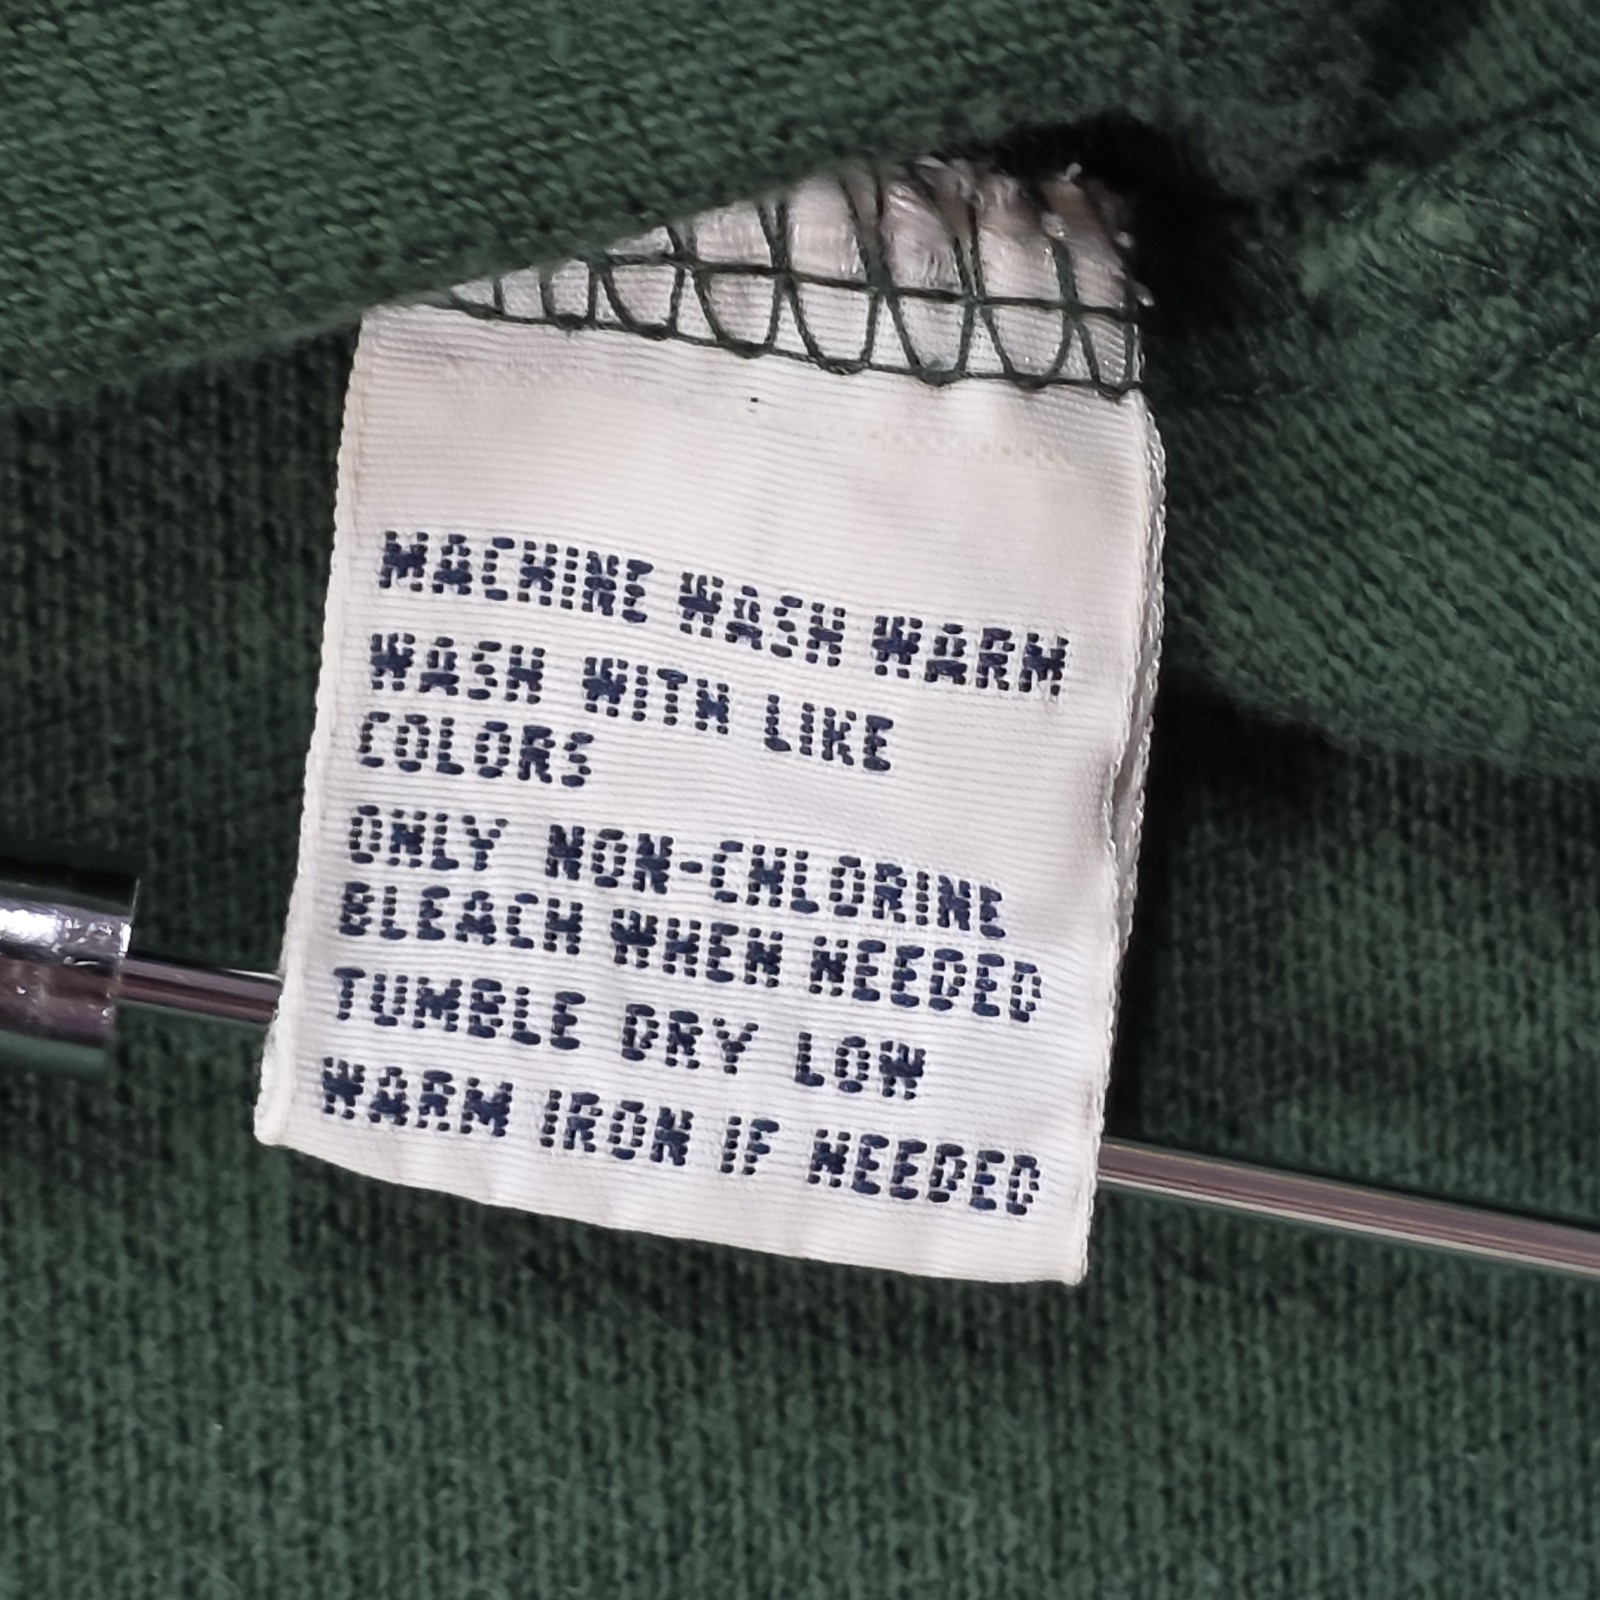 MACHINE WASH WARM
WASH WITH LIKE
COLORS
ONLY NON-CHLORINE
BLEACH WHEN NEEDED
TUMBLE DRY LOW
WARM IRON IF NEEDED